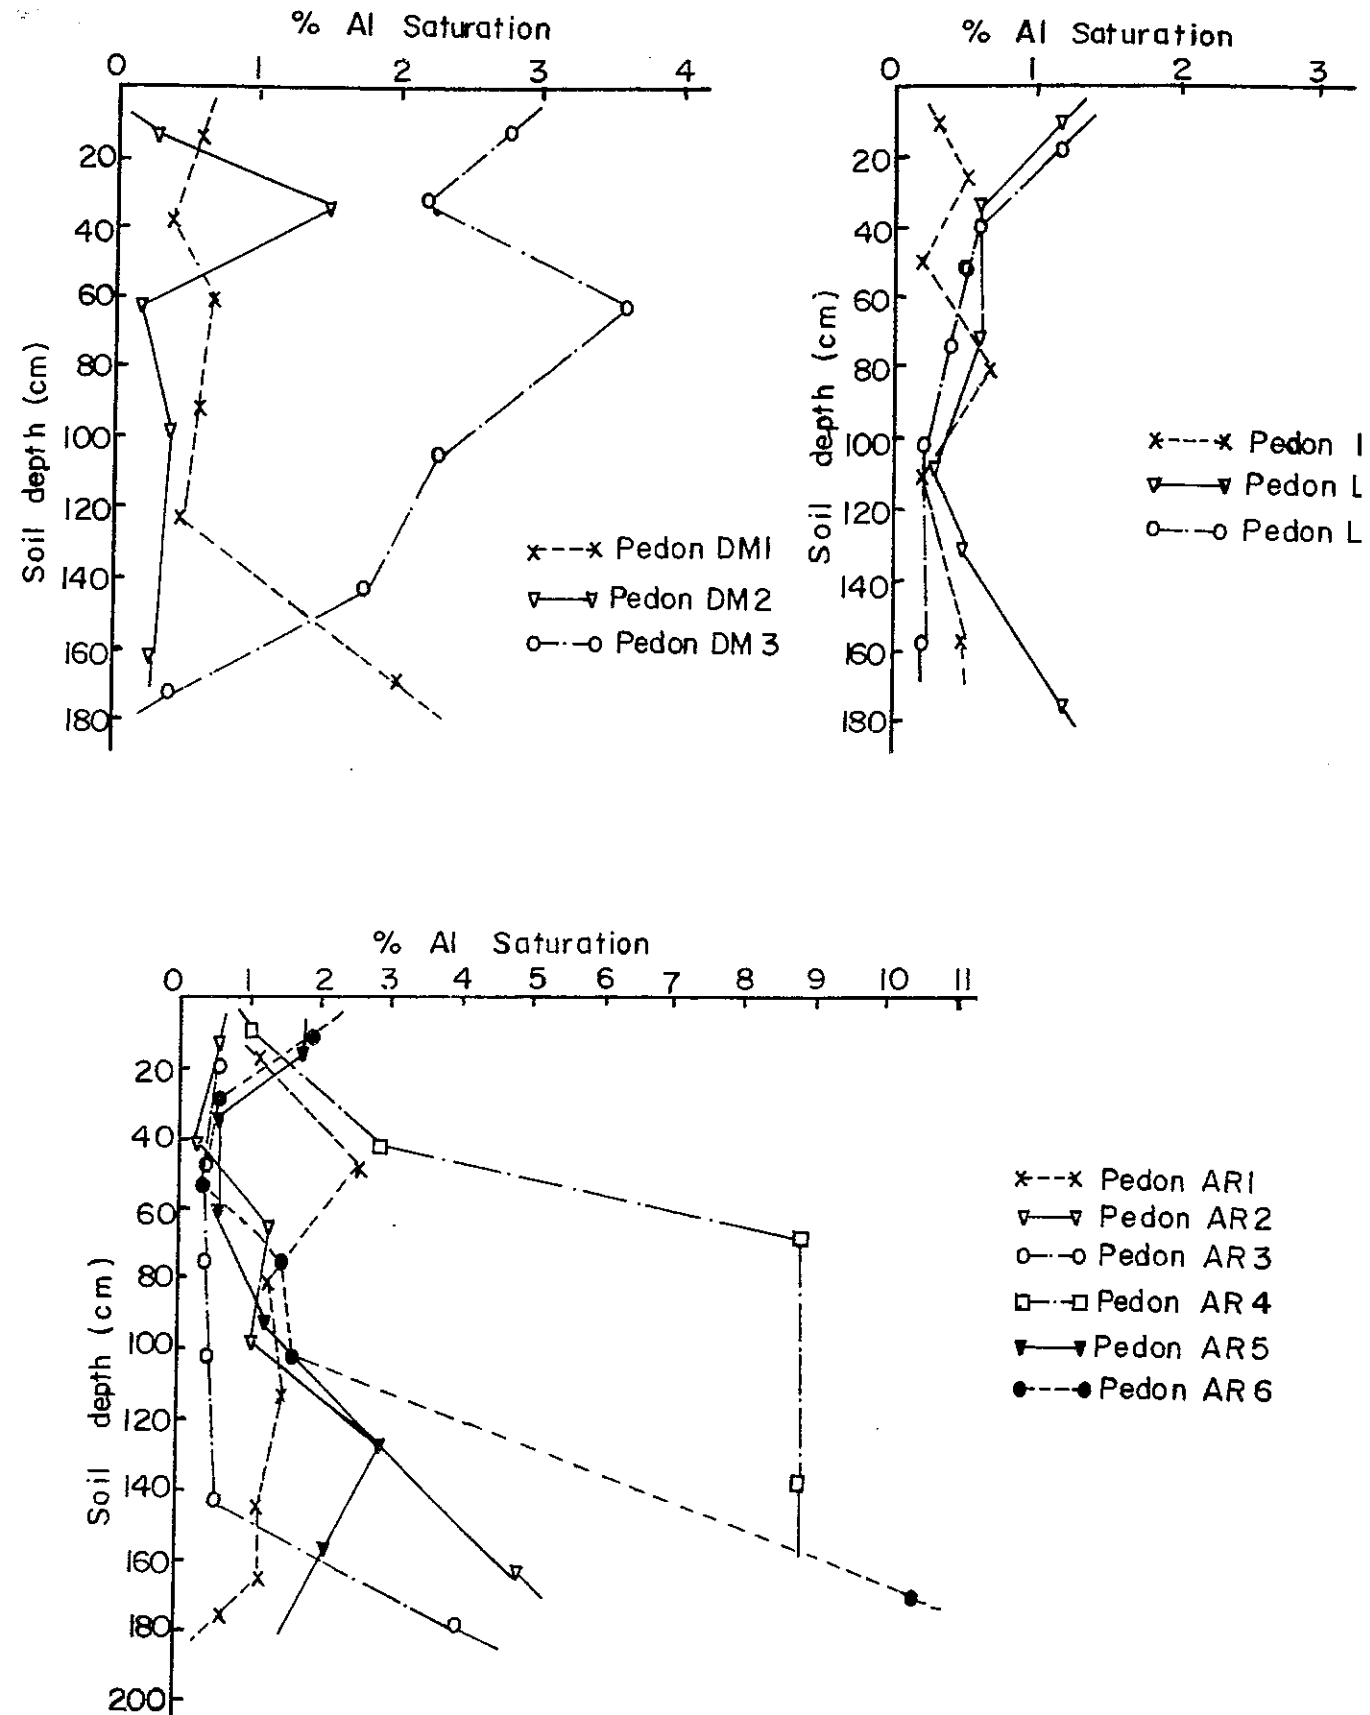 % Al Saturation
0 1 2 3 4
20
40
60
80
100
120
140
160
180
Soil depth (cm)
x---x Pedon DM1
Pedon DM2
Pedon DM3
% Al Saturation
0 1 2 3
20
40
60
80
100
120
140
160
180
Soil depth (cm)
Pedon
Pedon L
Pedon L
% Al Saturation
0 1 2 3 4 5 6 7 8 9 10 11
20
40
60
80
100
120
140
160
180
200
Soil depth (cm)
Pedon AR1
Pedon AR2
Pedon AR3
Pedon AR4
Pedon AR5
Pedon AR6